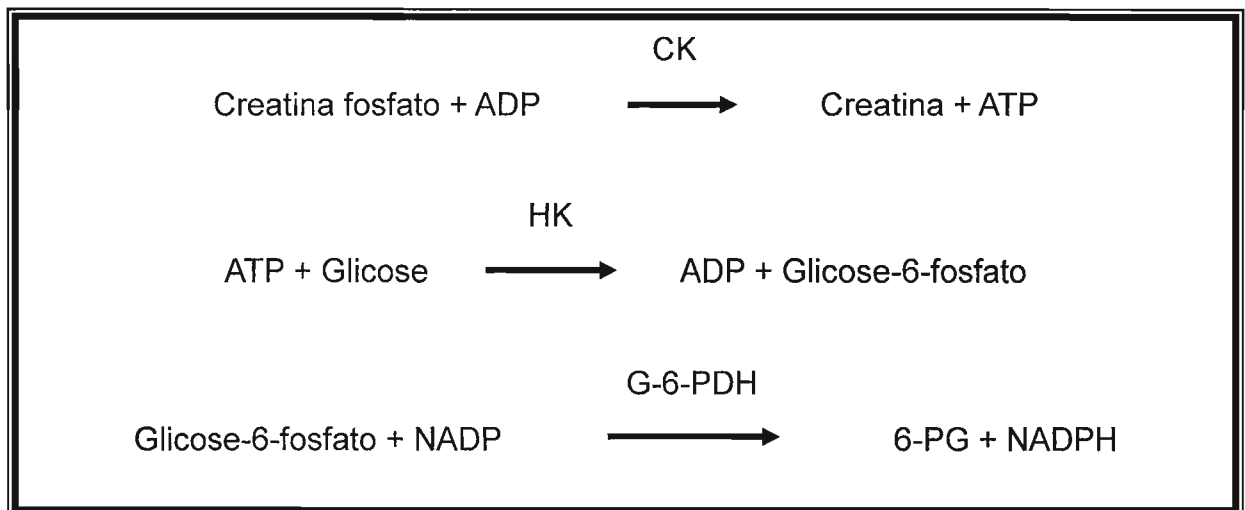 CK
Creatina fosfato + ADP Creatina + ATP
HK
ATP + Glicose ADP + Glicose-6-fosfato
G-6-PDH
Glicose-6-fosfato + NADP 6-PG + NADPH